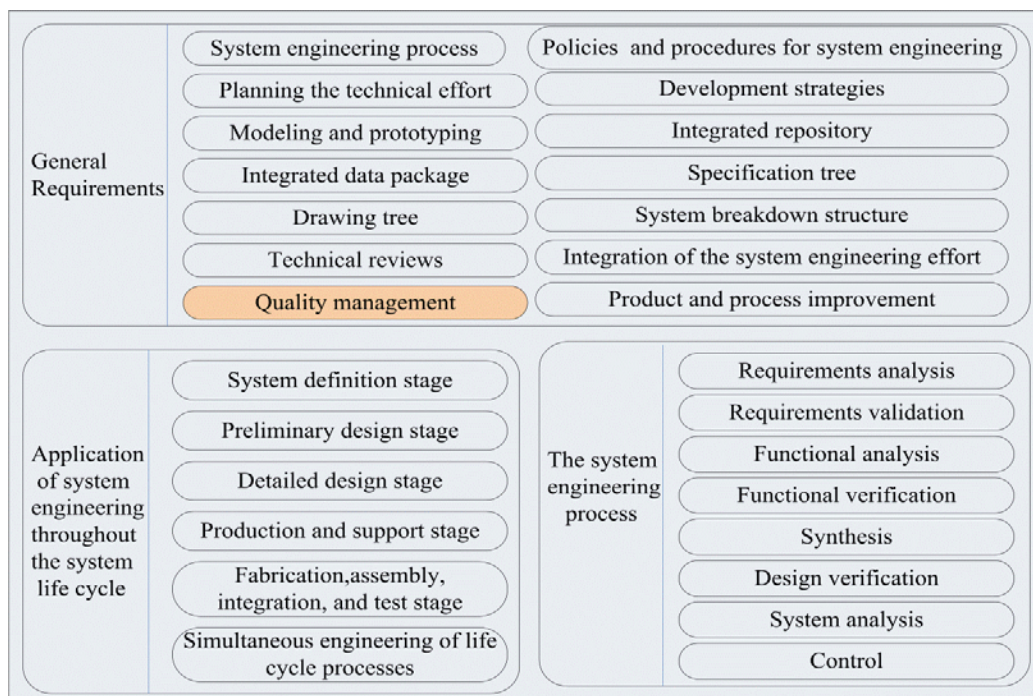 General
Requirements
System engineering process
Policies and procedures for system engineering
Planning the technical effort
Development strategies
Modeling and prototyping
Integrated repository
Integrated data package
Specification tree
Drawing tree
System breakdown structure
Technical reviews
Integration of the system engineering effort
Quality management
Product and process improvement
Application
of system
engineering
throughout
the system
life cycle
System definition stage
Preliminary design stage
Detailed design stage
Production and support stage
Fabrication,assembly,
integration, and test stage
Simultaneous engineering of life
cycle processes
The system
engineering
process
Requirements analysis
Requirements validation
Functional analysis
Functional verification
Synthesis
Design verification
System analysis
Control